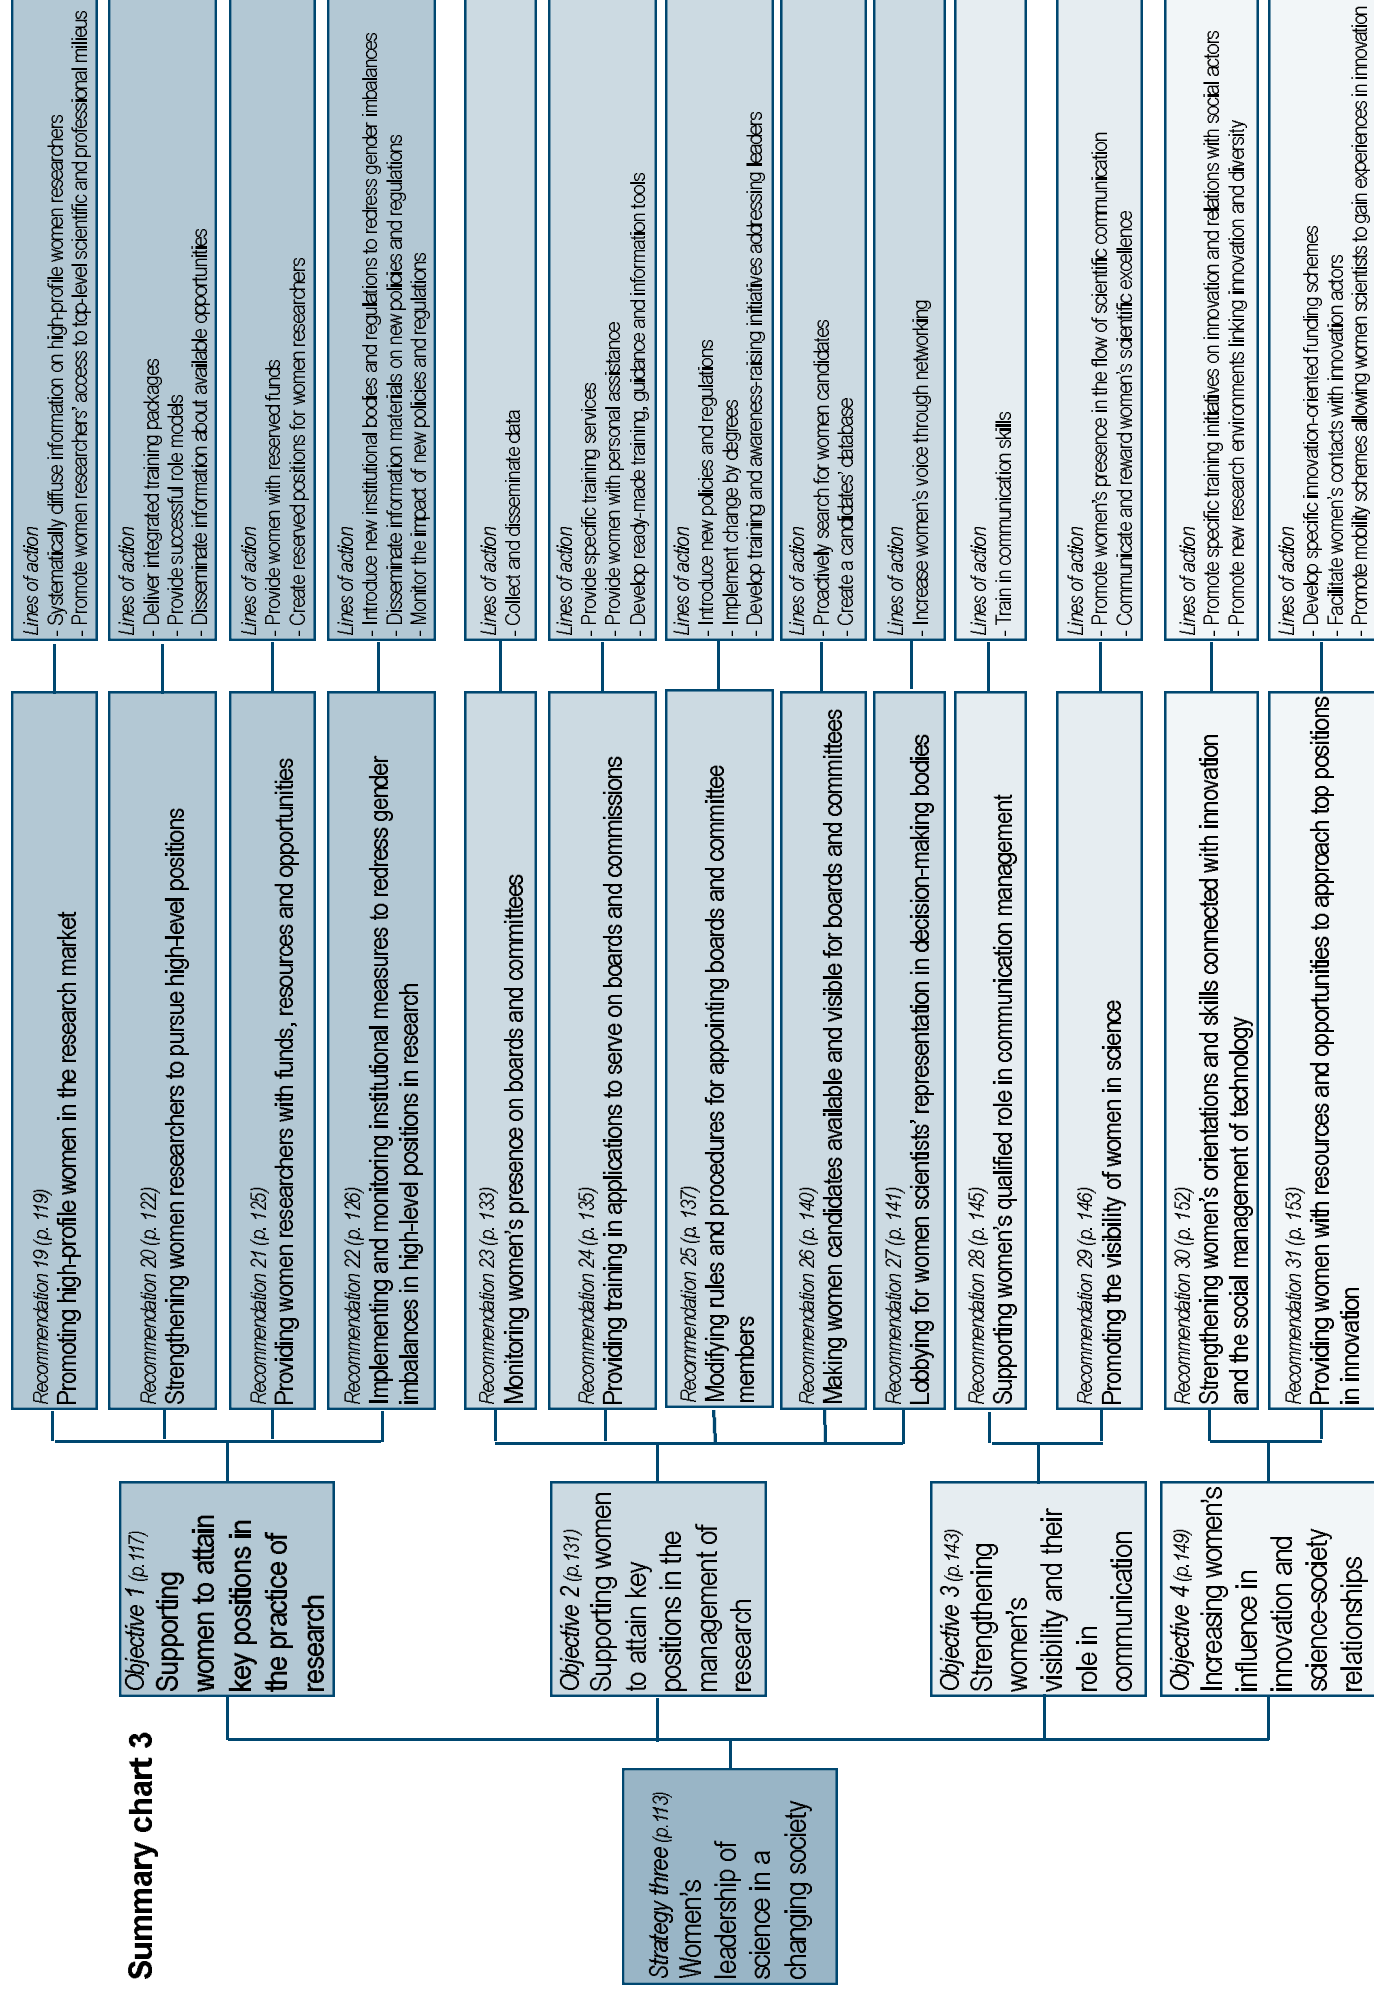 Summary chart 3
Strategy three (p.113)
Women's
leadership of
science in a
changing society
Objective 1 (p.117)
Supporting
women to attain
key positions in
the practice of
research
Recommendation 19 (p. 119)
Promoting high-profile women in the research market
Lines of action
- Systematically diffuse information on high-profile women researchers
- Promote women researchers' access to top-level scientific and professional milieus
Recommendation 20 (p. 122)
Strengthening women researchers to pursue high-level positions
Lines of action
- Deliver integrated training packages
- Provide successful role models
- Disseminate information about available opportunities
Recommendation 21 (p. 125)
Providing women researchers with funds, resources and opportunities
Lines of action
- Provide women with reserved funds
- Create reserved positions for women researchers
Recommendation 22 (p. 126)
Implementing and monitoring institutional measures to redress gender
imbalances in high-level positions in research
Lines of action
- Introduce new institutional bodies and regulations to redress gender imbalances
- Disseminate information materials on new policies and regulations
- Monitor the impact of new policies and regulations
Objective 2 (p.131)
Supporting women
to attain key
positions in the
management of
research
Recommendation 23 (p. 133)
Monitoring women's presence on boards and committees
Lines of action
- Collect and disseminate data
Recommendation 24 (p. 135)
Providing training in applications to serve on boards and commissions
Lines of action
- Provide specific training services
- Provide women with personal assistance
- Develop ready-made training, guidance and information tools
Recommendation 25 (p. 137)
Modifying rules and procedures for appointing boards and committee
members
Lines of action
- Introduce new policies and regulations
- Implement change by degrees
- Develop training and awareness-raising initiatives addressing leaders
Recommendation 26 (p. 140)
Making women candidates available and visible for boards and committees
Lines of action
- Proactively search for women candidates
- Create a candidates' database
Recommendation 27 (p. 141)
Lobbying for women scientists' representation in decision-making bodies
Lines of action
- Increase women's voice through networking
Objective 3 (p.143)
Strengthening
women's
visibility and their
role in
communication
Recommendation 28 (p. 145)
Supporting women's qualified role in communication management
Lines of action
- Train in communication skills
Recommendation 29 (p. 146)
Promoting the visibility of women in science
Lines of action
- Promote women's presence in the flow of scientific communication
- Communicate and reward women's scientific excellence
Objective 4 (p.149)
Increasing women's
influence in
innovation and
science-society
relationships
Recommendation 30 (p. 152)
Strengthening women's orientations and skills connected with innovation
and the social management of technology
Lines of action
- Promote specific training initiatives on innovation and relations with social actors
- Promote new research environments linking innovation and diversity
Recommendation 31 (p. 153)
Providing women with resources and opportunities to approach top positions
in innovation
Lines of action
- Develop specific innovation-oriented funding schemes
- Facilitate women's contacts with innovation actors
- Promote mobility schemes allowing women scientists to gain experiences in innovation